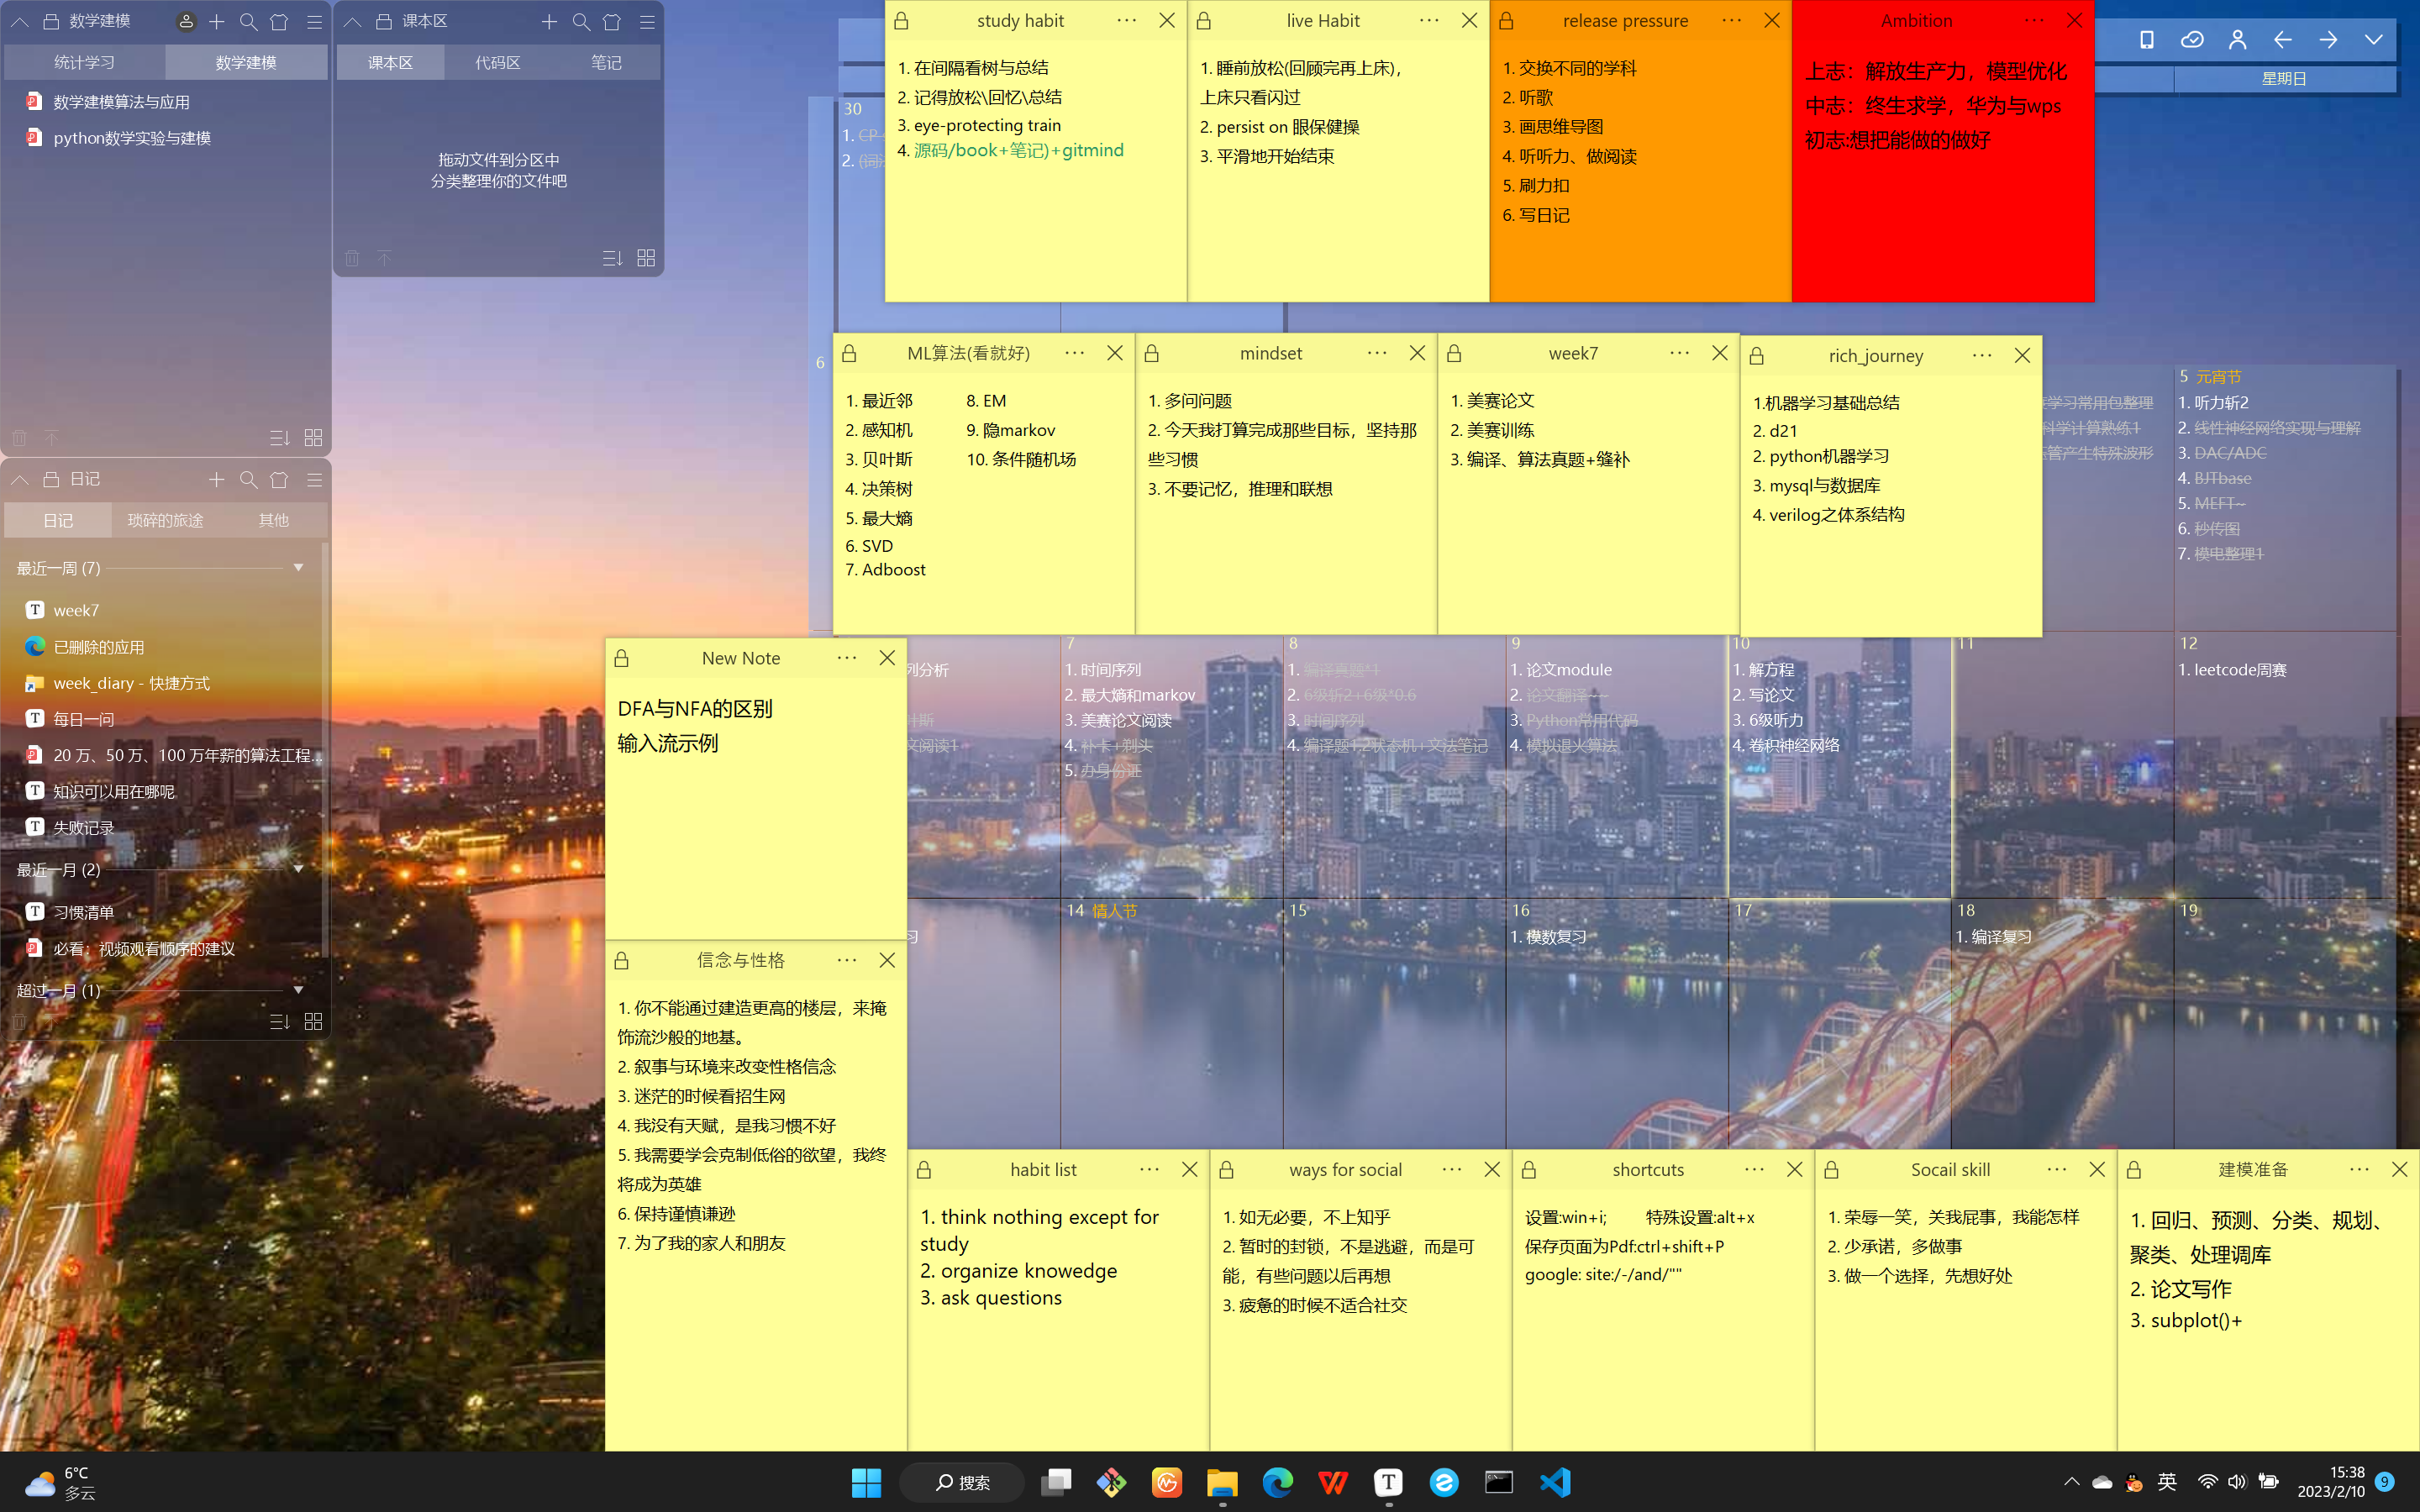 数学建模
统计学习
数学建模
数学建模算法与应用
python数学实验与建模
课本区
课本区
代码区
笔记
拖动文件到分区中
分类整理你的文件吧
日记
日记
琐碎的旅途
其他
最近一周 (7)
week7
已删除的应用
week_diary - 快捷方式
每日一问
20 万、50 万、100 万年薪的算法工程...
知识可以用在哪呢
失败记录
最近一月 (2)
习惯清单
必看：视频观看顺序的建议
超过一月 (1)
study habit
1. 在间隔看树与总结
2. 记得放松\回忆\总结
3. eye-protecting train
4. 源码/book+笔记)+gitmind
live Habit
1. 睡前放松(回顾完再上床)，
上床只看闪过
2. persist on 眼保健操
3. 平滑地开始结束
release pressure
1. 交换不同的学科
2. 听歌
3. 画思维导图
4. 听听力、做阅读
5. 刷力扣
6. 写日记
Ambition
上志：解放生产力，模型优化
中志：终生求学，华为与wps
初志:想把能做的做好
星期日
30
1. CP
2. (词
6
ML算法(看就好)
1. 最近邻
2. 感知机
3. 贝叶斯
4. 决策树
5. 最大熵
6. SVD
7. Adboost
8. EM
9. 隐markov
10. 条件随机场
mindset
1. 多问问题
2. 今天我打算完成那些目标，坚持那
些习惯
3. 不要记忆，推理和联想
week7
1. 美赛论文
2. 美赛训练
3. 编译、算法真题+缝补
rich_journey
1.机器学习基础总结
2. d21
2. python机器学习
3. mysql与数据库
4. verilog之体系结构
学习常用包整理
科学计算熟练1
管产生特殊波形
5 元宵节
1. 听力斩2
2. 线性神经网络实现与理解
3. DAC/ADC
4. BJTbase
5. MEFT~
6. 秒传图
7. 模电整理1
New Note
DFA与NFA的区别
输入流示例
列分析
叶斯
文阅读1
7
1. 时间序列
2. 最大熵和markov
3. 美赛论文阅读
4. 补卡+剃头
5. 办身份证
8
1. 编译真题*1
2. 6级斩2+6级*0.6
3. 时间序列
4. 编译题1.2状态机+文法笔记
9
1. 论文module
2. 论文翻译~~
3. Python常用代码
4. 模拟退火算法
10
1. 解方程
2. 写论文
3. 6级听力
4. 卷积神经网络
11
12
1. leetcode周赛
习
14 情人节
15
16
1. 模数复习
17
18
1. 编译复习
19
信念与性格
1. 你不能通过建造更高的楼层，来掩
饰流沙般的地基。
2. 叙事与环境来改变性格信念
3. 迷茫的时候看招生网
4. 我没有天赋，是我习惯不好
5. 我需要学会克制低俗的欲望，我终
将成为英雄
6. 保持谨慎谦逊
7. 为了我的家人和朋友
habit list
1. think nothing except for
study
2. organize knowedge
3. ask questions
ways for social
1. 如无必要，不上知乎
2. 暂时的封锁，不是逃避，而是可
能，有些问题以后再想
3. 疲惫的时候不适合社交
shortcuts
设置:win+i; 特殊设置:alt+x
保存页面为Pdf:ctrl+shift+P
google: site:/-/and/""
Socail skill
1. 荣辱一笑，关我屁事，我能怎样
2. 少承诺，多做事
3. 做一个选择，先想好处
建模准备
1. 回归、预测、分类、规划、
聚类、处理调库
2. 论文写作
3. subplot()+
6°C
多云
搜索
英
15:38
2023/2/10
9